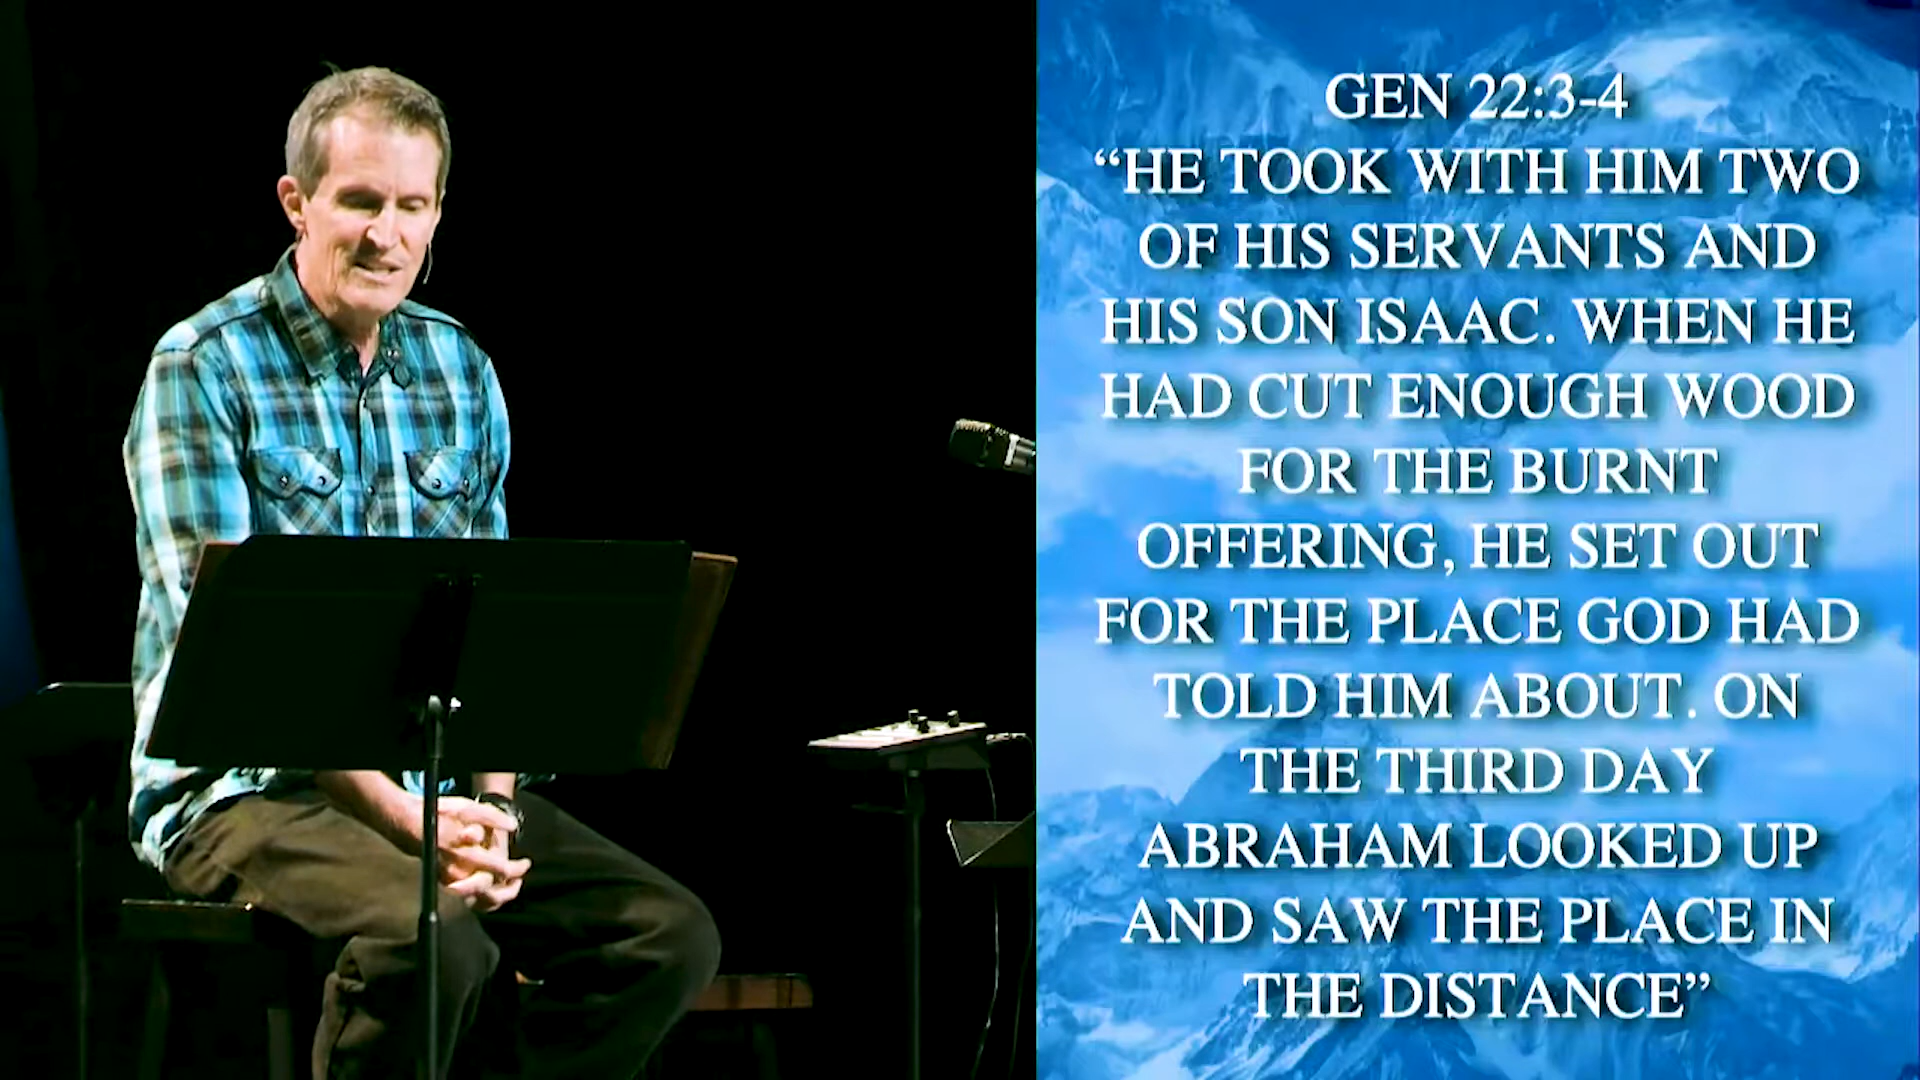 GEN 22:3-4
“HE TOOK WITH HIM TWO
OF HIS SERVANTS AND
HIS SON ISAAC. WHEN HE
HAD CUT ENOUGH WOOD
FOR THE BURNT
OFFERING, HE SET OUT
FOR THE PLACE GOD HAD
TOLD HIM ABOUT. ON
THE THIRD DAY
ABRAHAM LOOKED UP
AND SAW THE PLACE IN
THE DISTANCE”